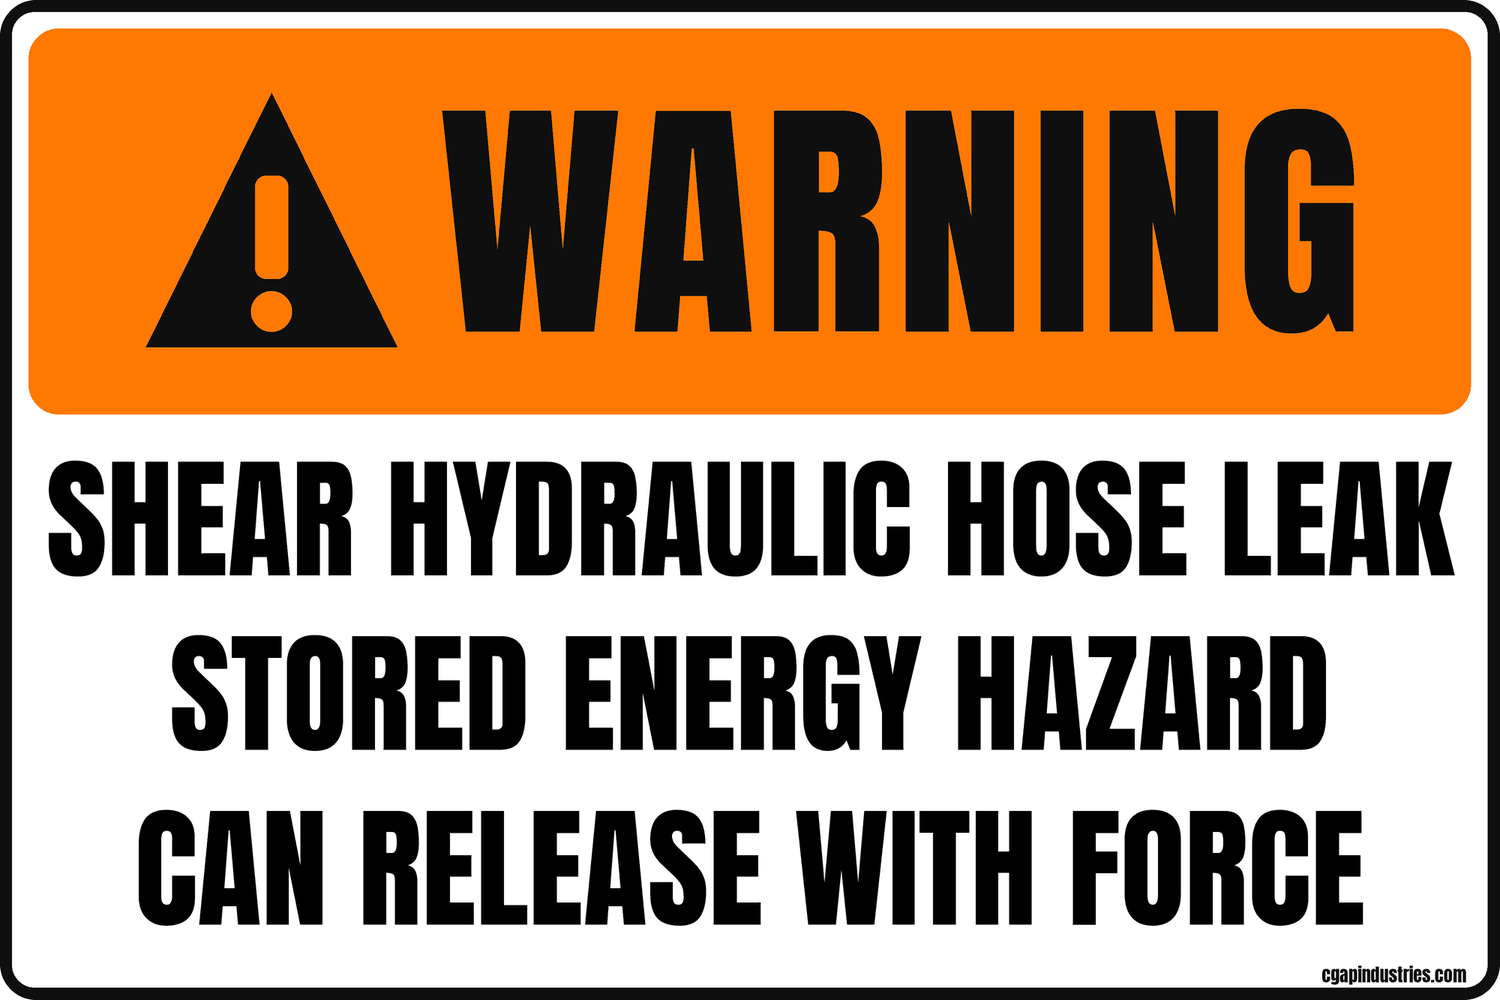 WARNING
SHEAR HYDRAULIC HOSE LEAK
STORED ENERGY HAZARD
CAN RELEASE WITH FORCE
cgapindustries.com